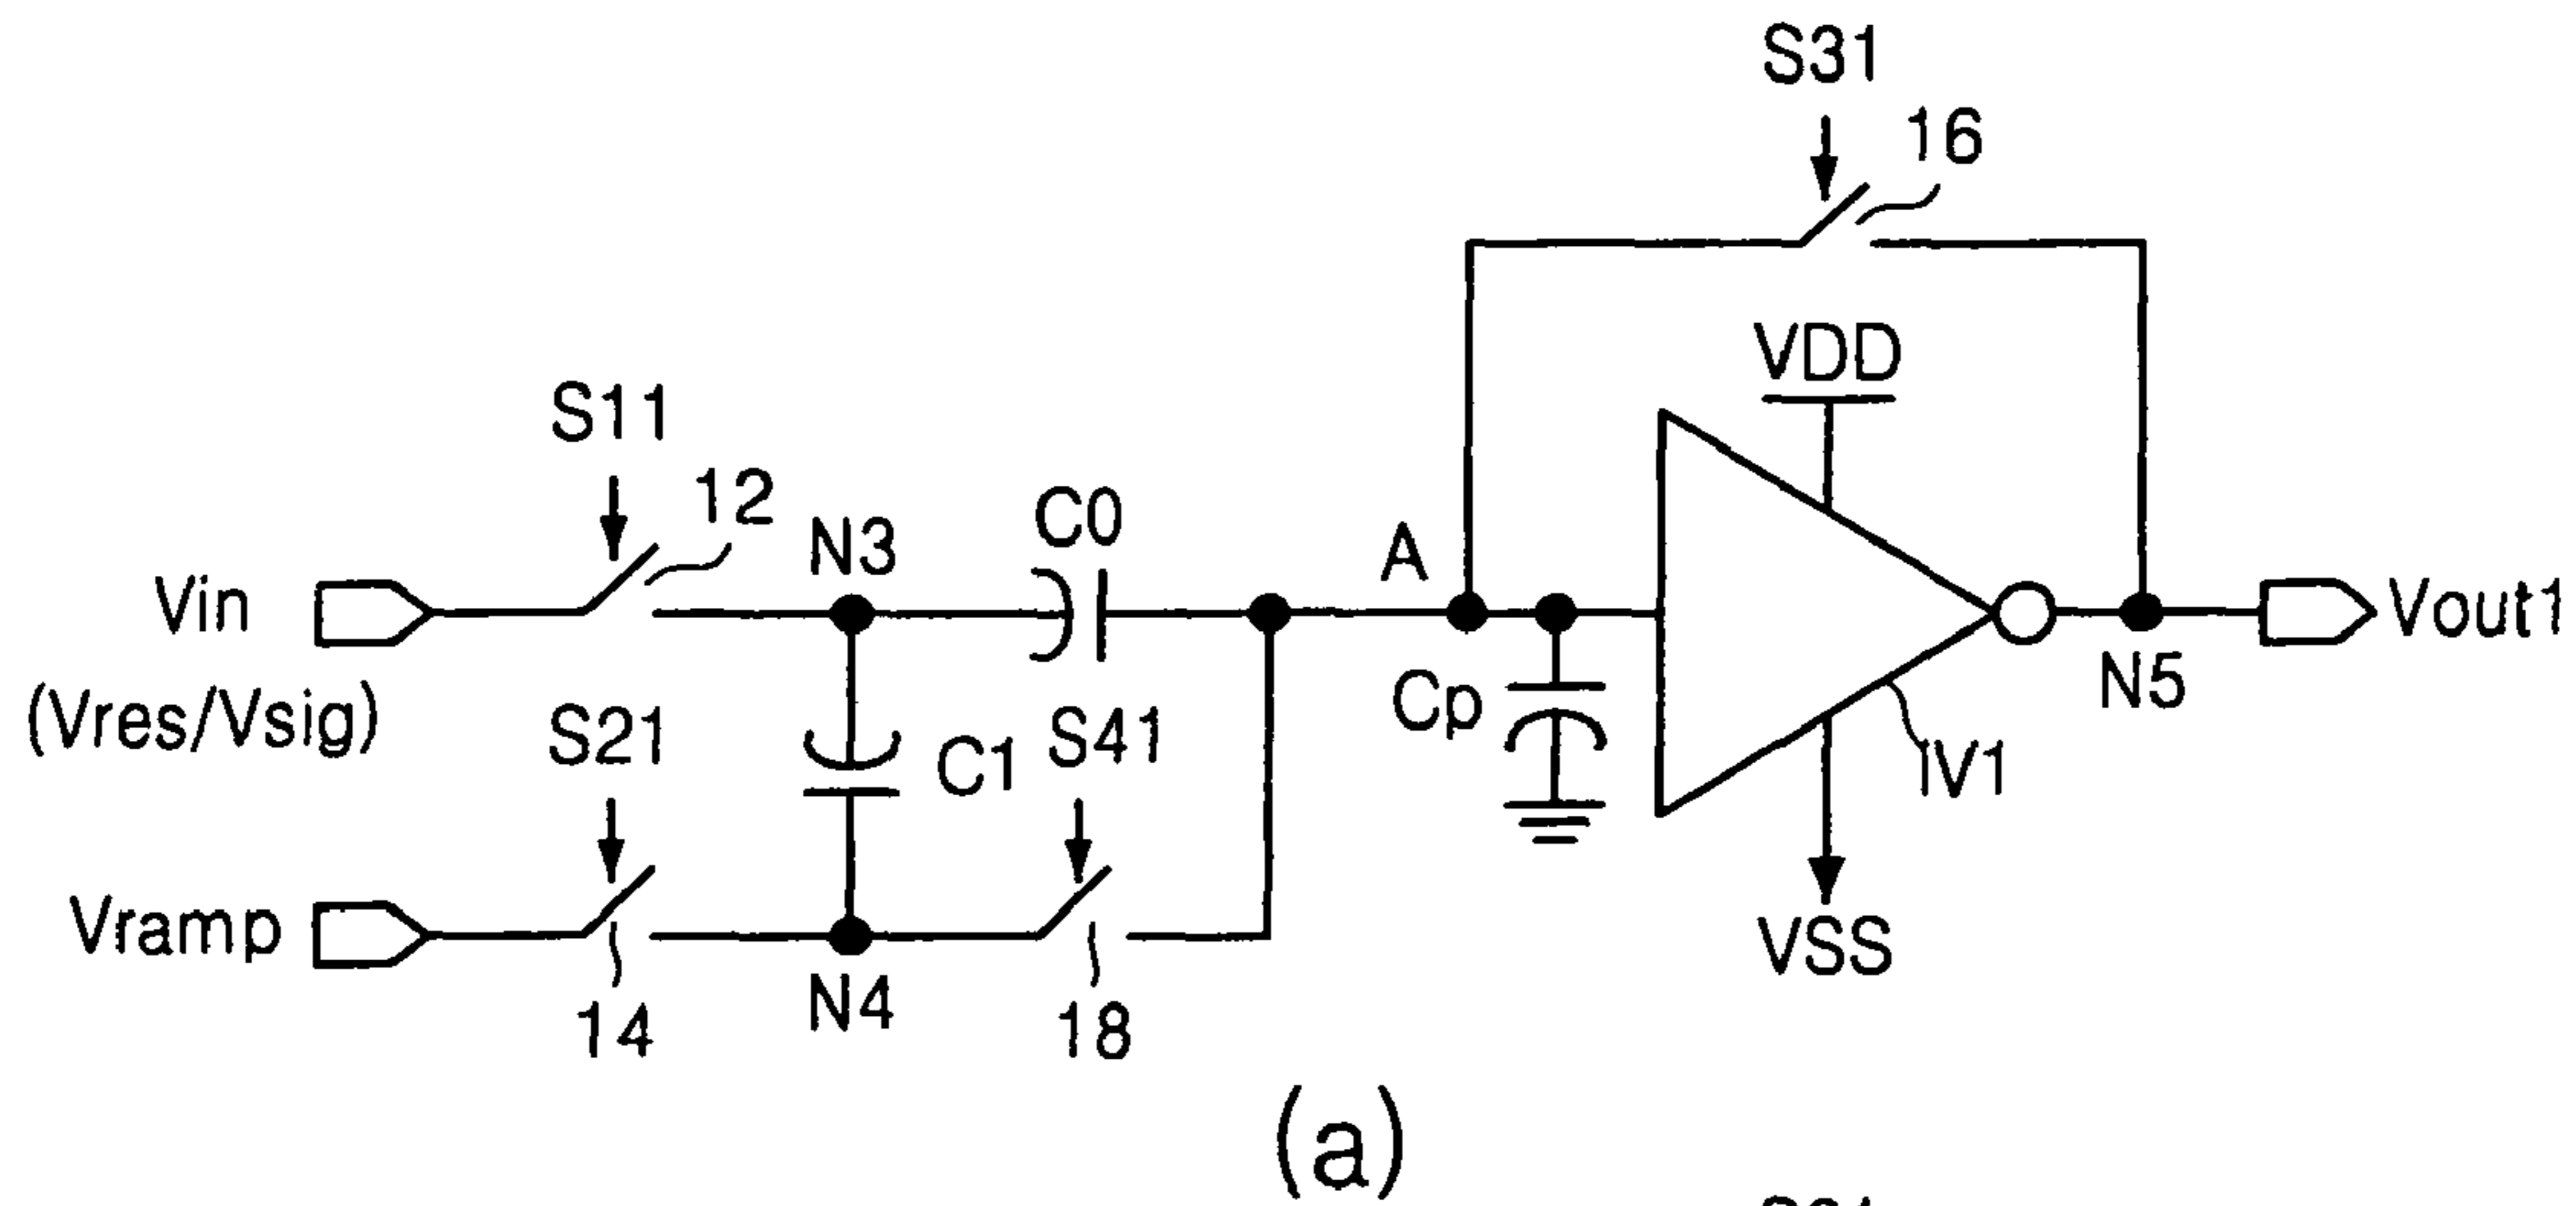 S31
16
VDD
S11
12
N3
C0
A
Vin
Vout1
(Vres/Vsig)
S21
C1
S41
Cp
N5
IV1
Vramp
VSS
N4
14
18
(a)